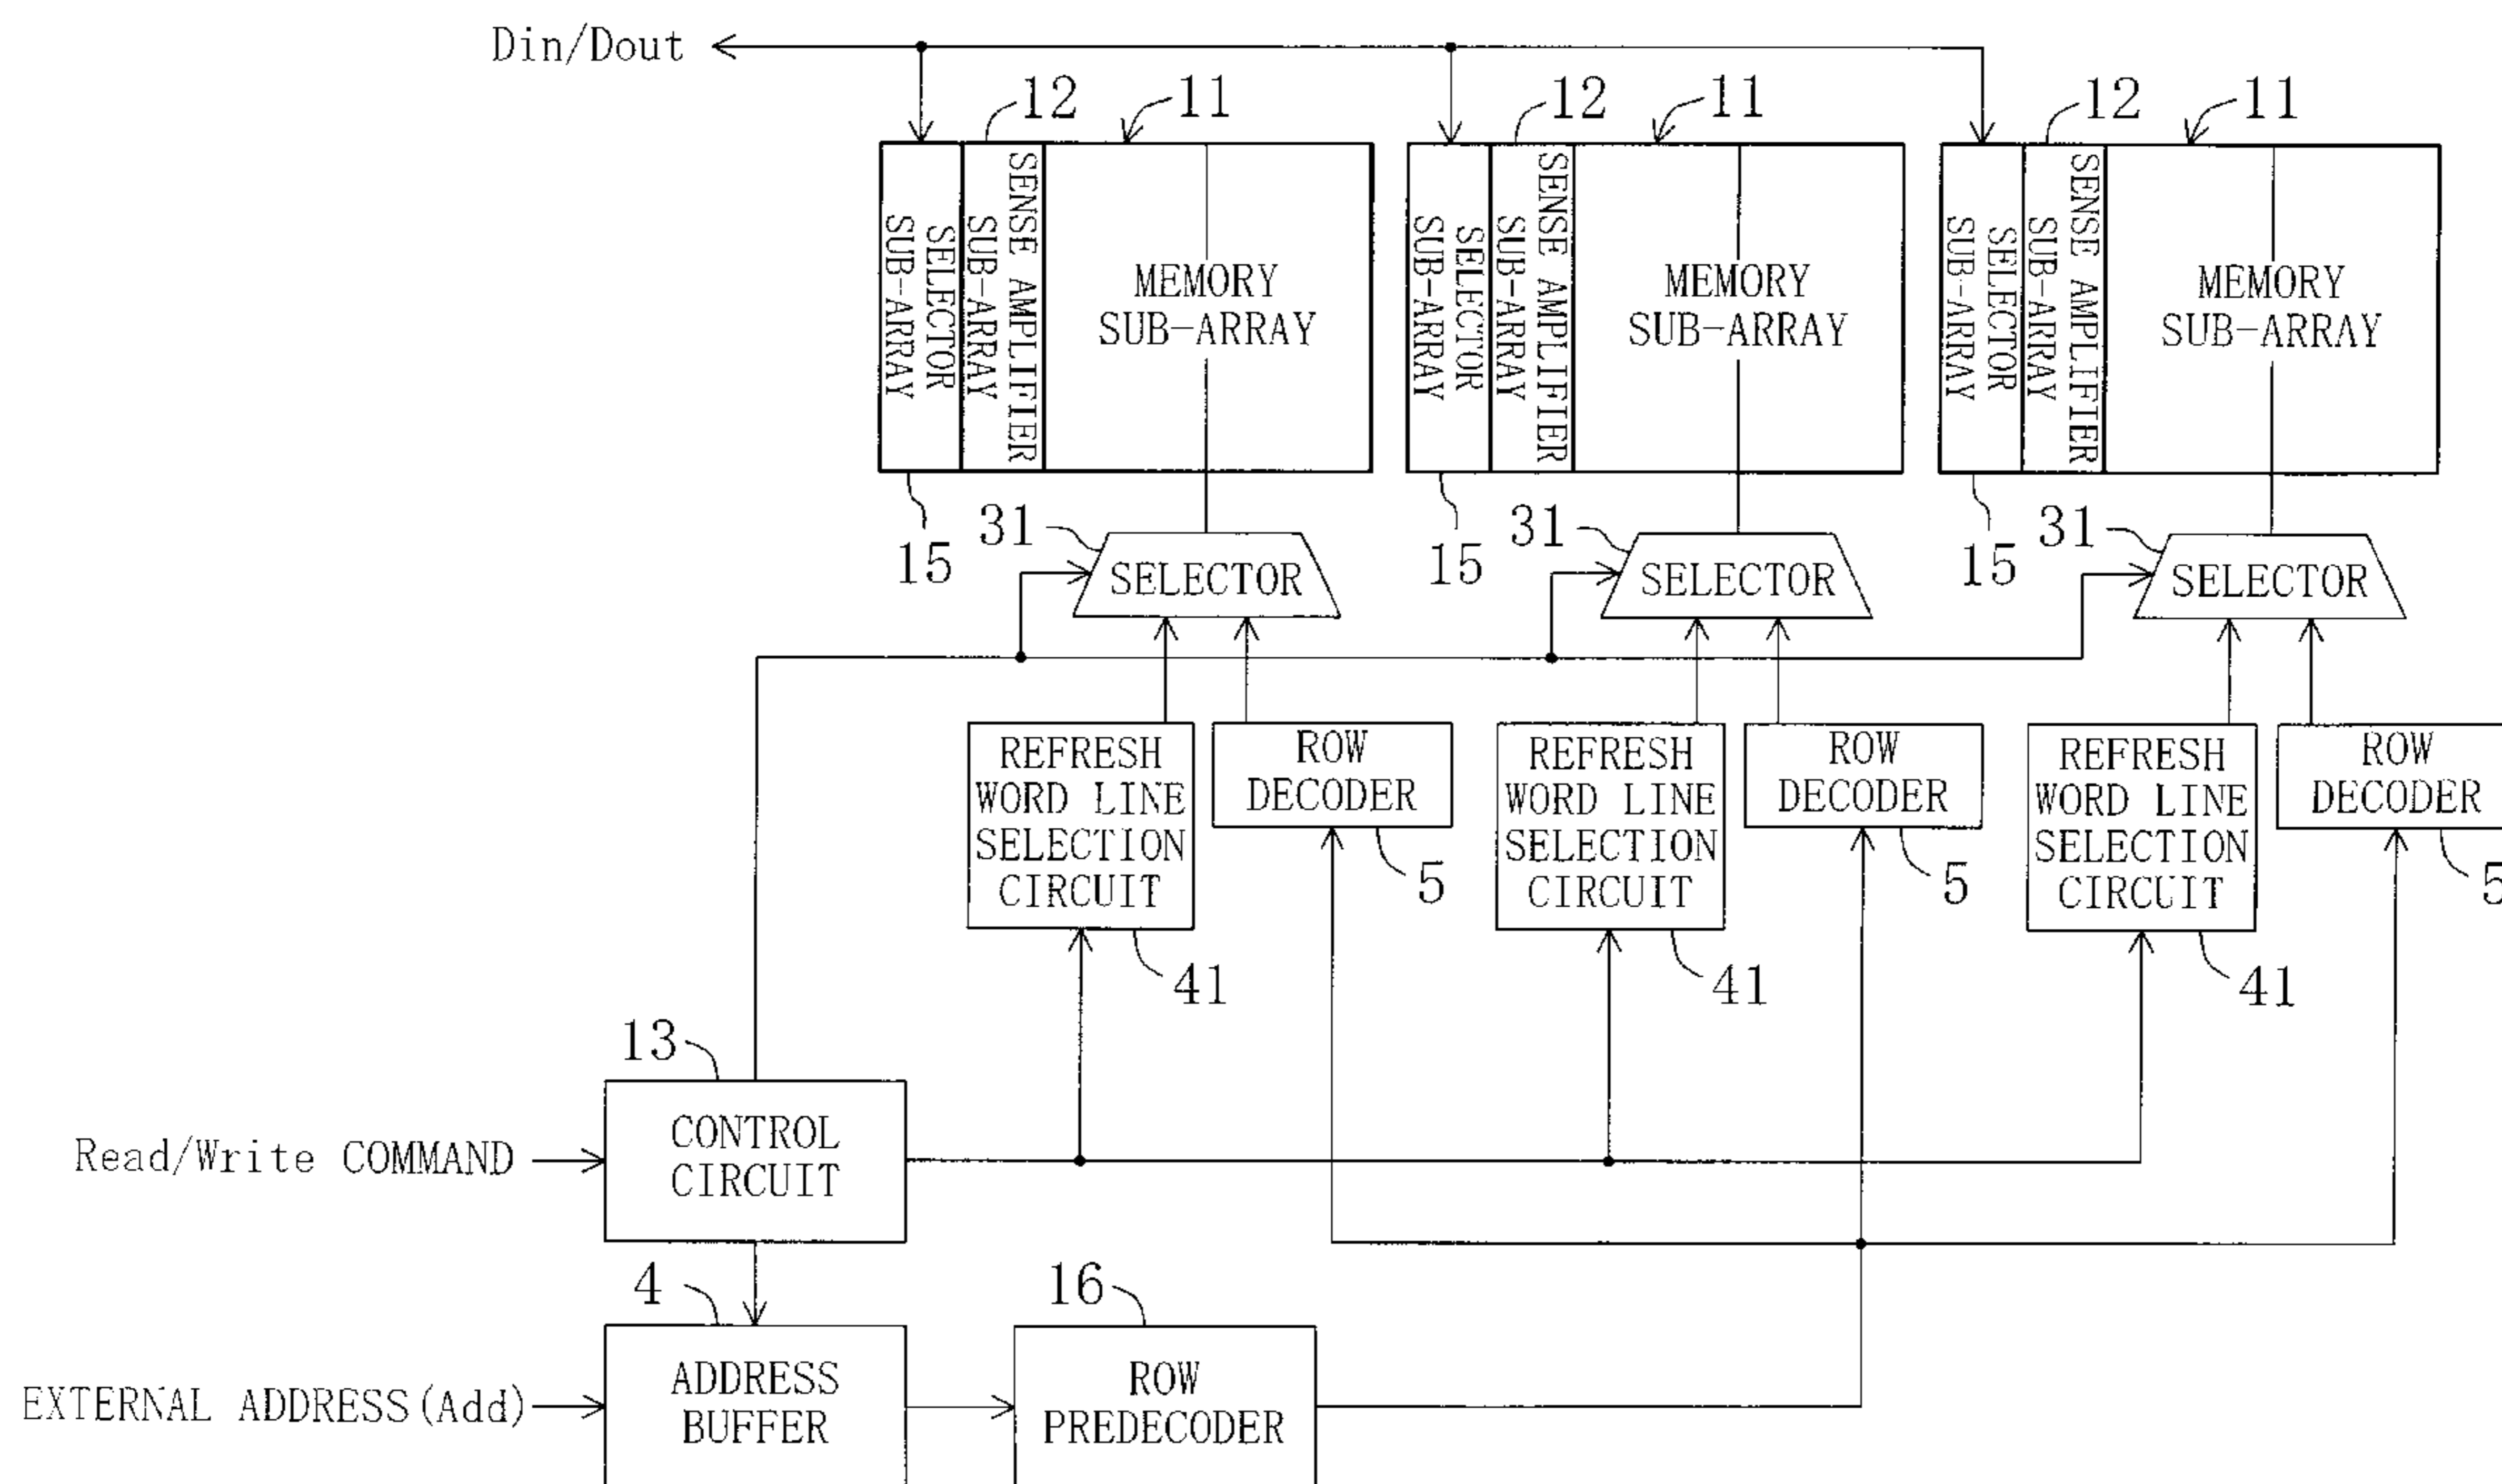 Din/Dout
12 11 12 11 12 11
SUB-ARRAY
SELECTOR
SUB-ARRAY
SENSE AMPLIFIER
MEMORY
SUB-ARRAY
SUB-ARRAY
SELECTOR
SUB-ARRAY
SENSE AMPLIFIER
MEMORY
SUB-ARRAY
SUB-ARRAY
SELECTOR
SUB-ARRAY
SENSE AMPLIFIER
MEMORY
SUB-ARRAY
15 31 15 31 15 31
SELECTOR SELECTOR SELECTOR
REFRESH
WORD LINE
SELECTION
CIRCUIT
ROW
DECODER
REFRESH
WORD LINE
SELECTION
CIRCUIT
ROW
DECODER
REFRESH
WORD LINE
SELECTION
CIRCUIT
ROW
DECODER
5 5 5
41 41 41
13
Read/Write COMMAND
CONTROL
CIRCUIT
4 16
EXTERNAL ADDRESS(Add)
ADDRESS
BUFFER
ROW
PREDECODER